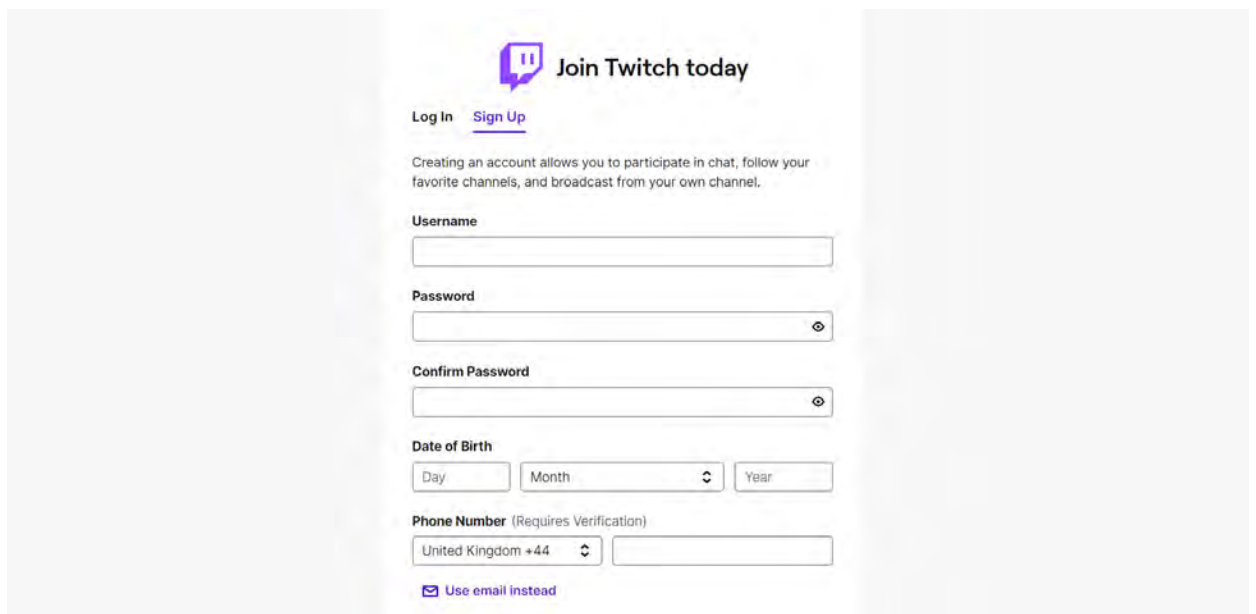 Join Twitch today
Log In Sign Up
Creating an account allows you to participate in chat, follow your
favorite channels, and broadcast from your own channel.
Username
Password
Confirm Password
Date of Birth
Day Month Year
Phone Number (Requires Verification)
United Kingdom +44
Use email instead